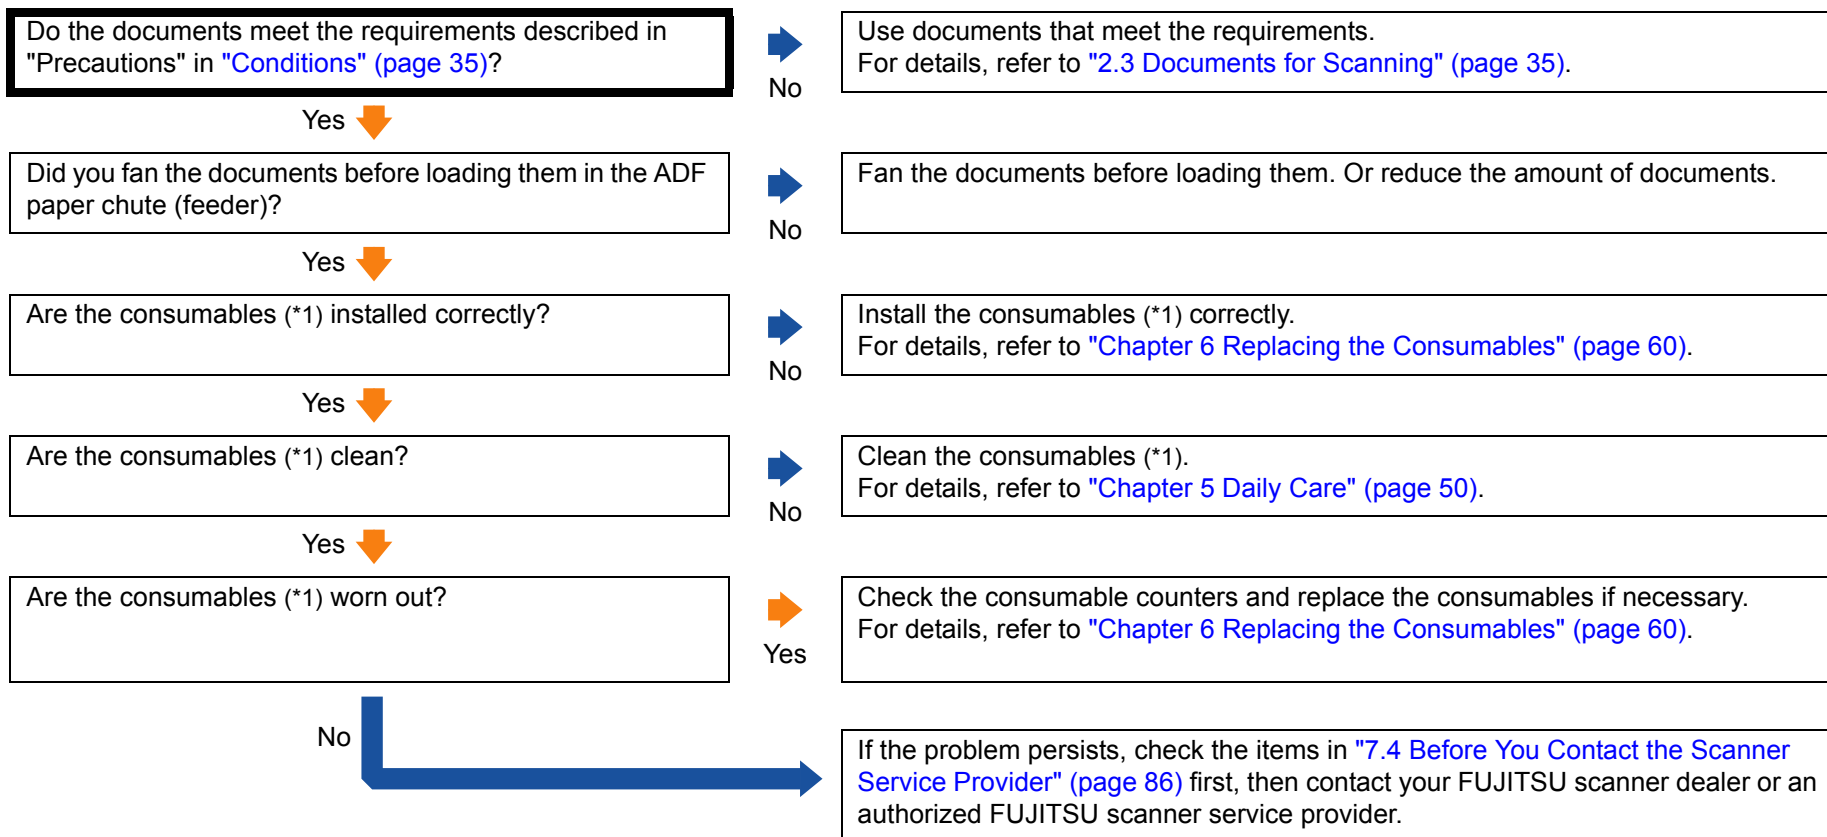 Do the documents meet the requirements described in
"Precautions" in "Conditions" (page 35)?
No
Use documents that meet the requirements.
For details, refer to "2.3 Documents for Scanning" (page 35).
Yes
Did you fan the documents before loading them in the ADF
paper chute (feeder)?
No
Fan the documents before loading them. Or reduce the amount of documents.
Yes
Are the consumables (*1) installed correctly?
No
Install the consumables (*1) correctly.
For details, refer to "Chapter 6 Replacing the Consumables" (page 60).
Yes
Are the consumables (*1) clean?
No
Clean the consumables (*1).
For details, refer to "Chapter 5 Daily Care" (page 50).
Yes
Are the consumables (*1) worn out?
Yes
Check the consumable counters and replace the consumables if necessary.
For details, refer to "Chapter 6 Replacing the Consumables" (page 60).
No
If the problem persists, check the items in "7.4 Before You Contact the Scanner
Service Provider" (page 86) first, then contact your FUJITSU scanner dealer or an
authorized FUJITSU scanner service provider.